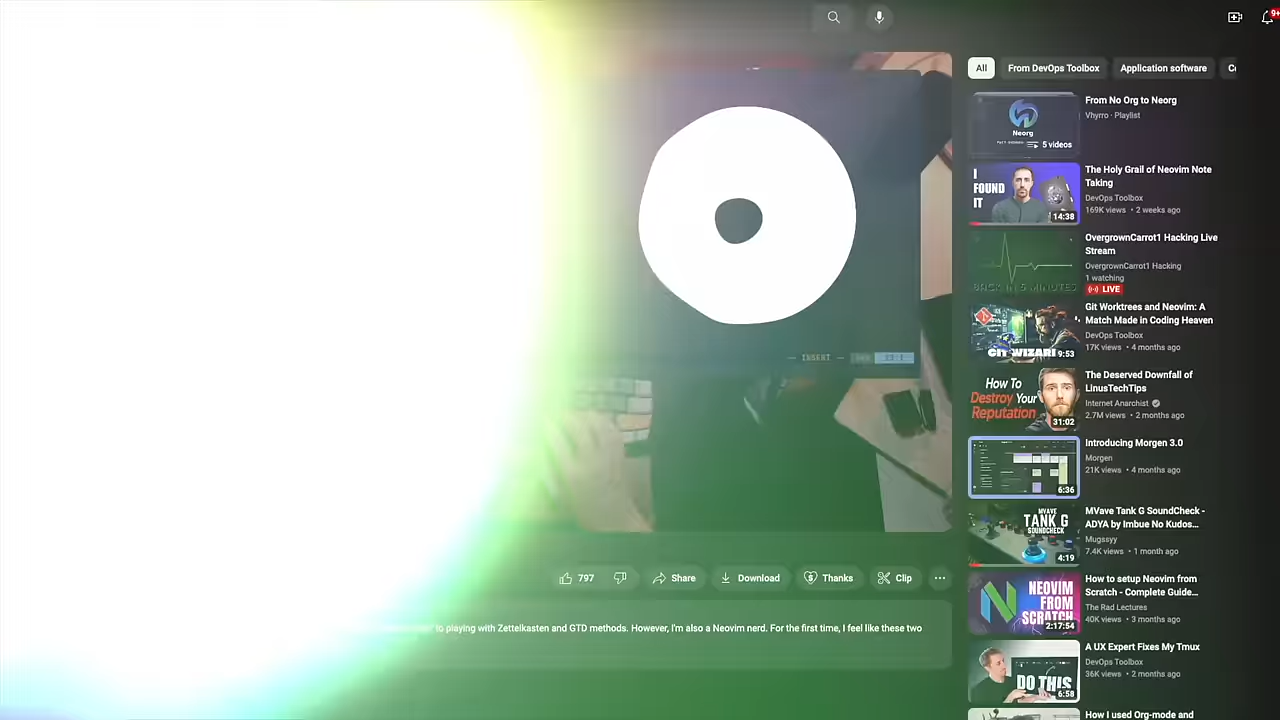 9+
All
From DevOps Toolbox
Application software
From No Org to Neorg
Vhyrro · Playlist
Neorg
5 videos
The Holy Grail of Neovim Note
Taking
DevOps Toolbox
169K views • 2 weeks ago
I
FOUND
IT
14:38
OvergrownCarrot1 Hacking Live
Stream
OvergrownCarrot1 Hacking
1 watching
LIVE
BACK IN 5 MINUTES
Git Worktrees and Neovim: A
Match Made in Coding Heaven
DevOps Toolbox
17K views • 4 months ago
GIT WIZARD
9:53
— INSERT —
The Deserved Downfall of
LinusTechTips
Internet Anarchist
2.7M views • 2 months ago
How To
Destroy Your
Reputation
31:02
Introducing Morgen 3.0
Morgen
21K views • 4 months ago
6:36
MVave Tank G SoundCheck -
ADYA by Imbue No Kudos...
Mugssyy
7.4K views • 1 month ago
MVAVE
TANK G
SOUNDCHECK
4:19
797
Share
Download
Thanks
Clip
How to setup Neovim from
Scratch - Complete Guide...
The Rad Lectures
40K views • 3 months ago
NEOVIM
FROM
SCRATCH
2:17:54
to playing with Zettelkasten and GTD methods. However, I'm also a Neovim nerd. For the first time, I feel like these two
A UX Expert Fixes My Tmux
DevOps Toolbox
36K views • 2 months ago
DO THIS
6:58
How I used Org-mode and